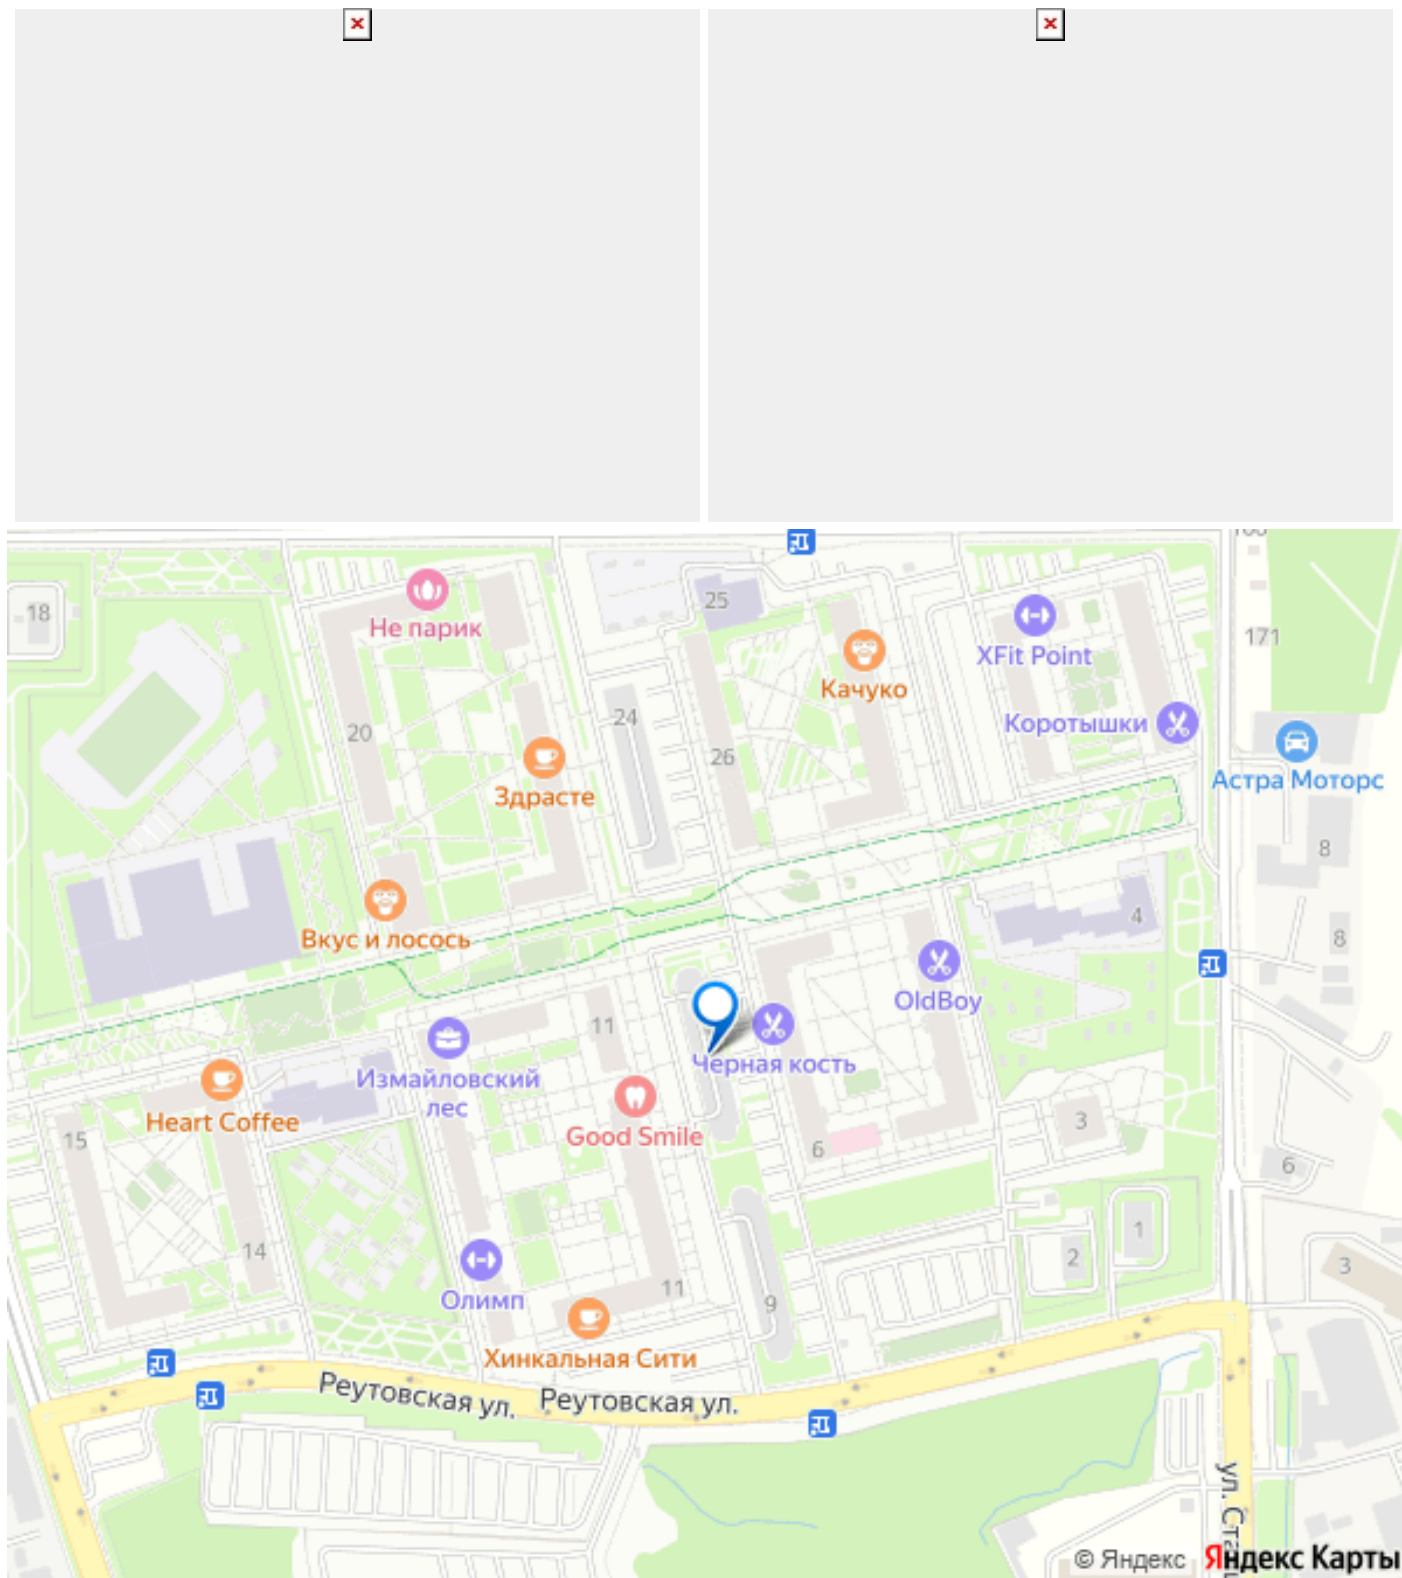 18
Не парик
25
171
XFit Point
Качуко
Коротышки
20
24
26
Здрасте
Астра Моторс
8
4
8
Вкус и лосось
OldBoy
11
Черная кость
Измайловский
лес
Heart Coffee
15
Good Smile
3
6
6
14
1
2
3
Олимп
11
9
Хинкальная Сити
Реутовская ул.
Реутовская ул.
© Яндекс
Яндекс Карты